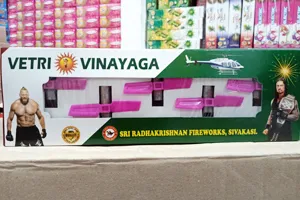 VETRI VINAYAGA
SRI RADHAKRISHNAN FIREWORKS, SIVAKASI.